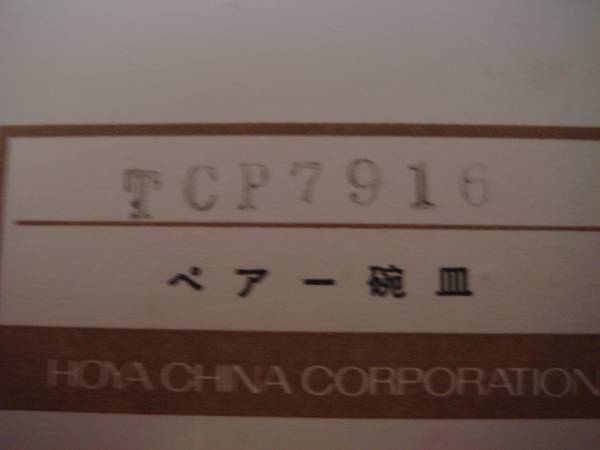 TCP7916
ペアー碗皿
HOYA CHINA CORPORATION